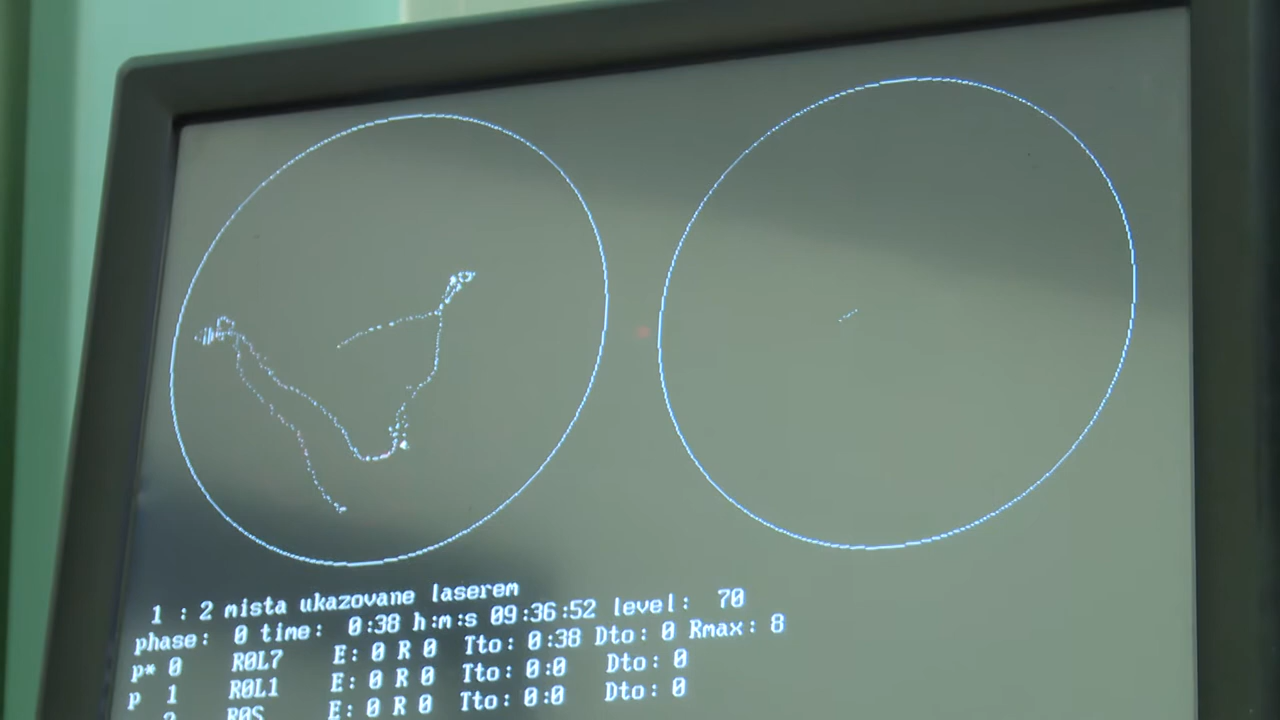 1 : 2 mista ukazovane laserem
phase: 0 time: 0:38 h:m:s 09:36:52 level: 70
p* 0 R0L7 E: 0 R 0 Tto: 0:38 Dto: 0 Rmax: 8
p 1 R0L1 E: 0 R 0 Tto: 0:0 Dto: 0
2 R0S E: 0 R 0 Tto: 0:0 Dto: 0